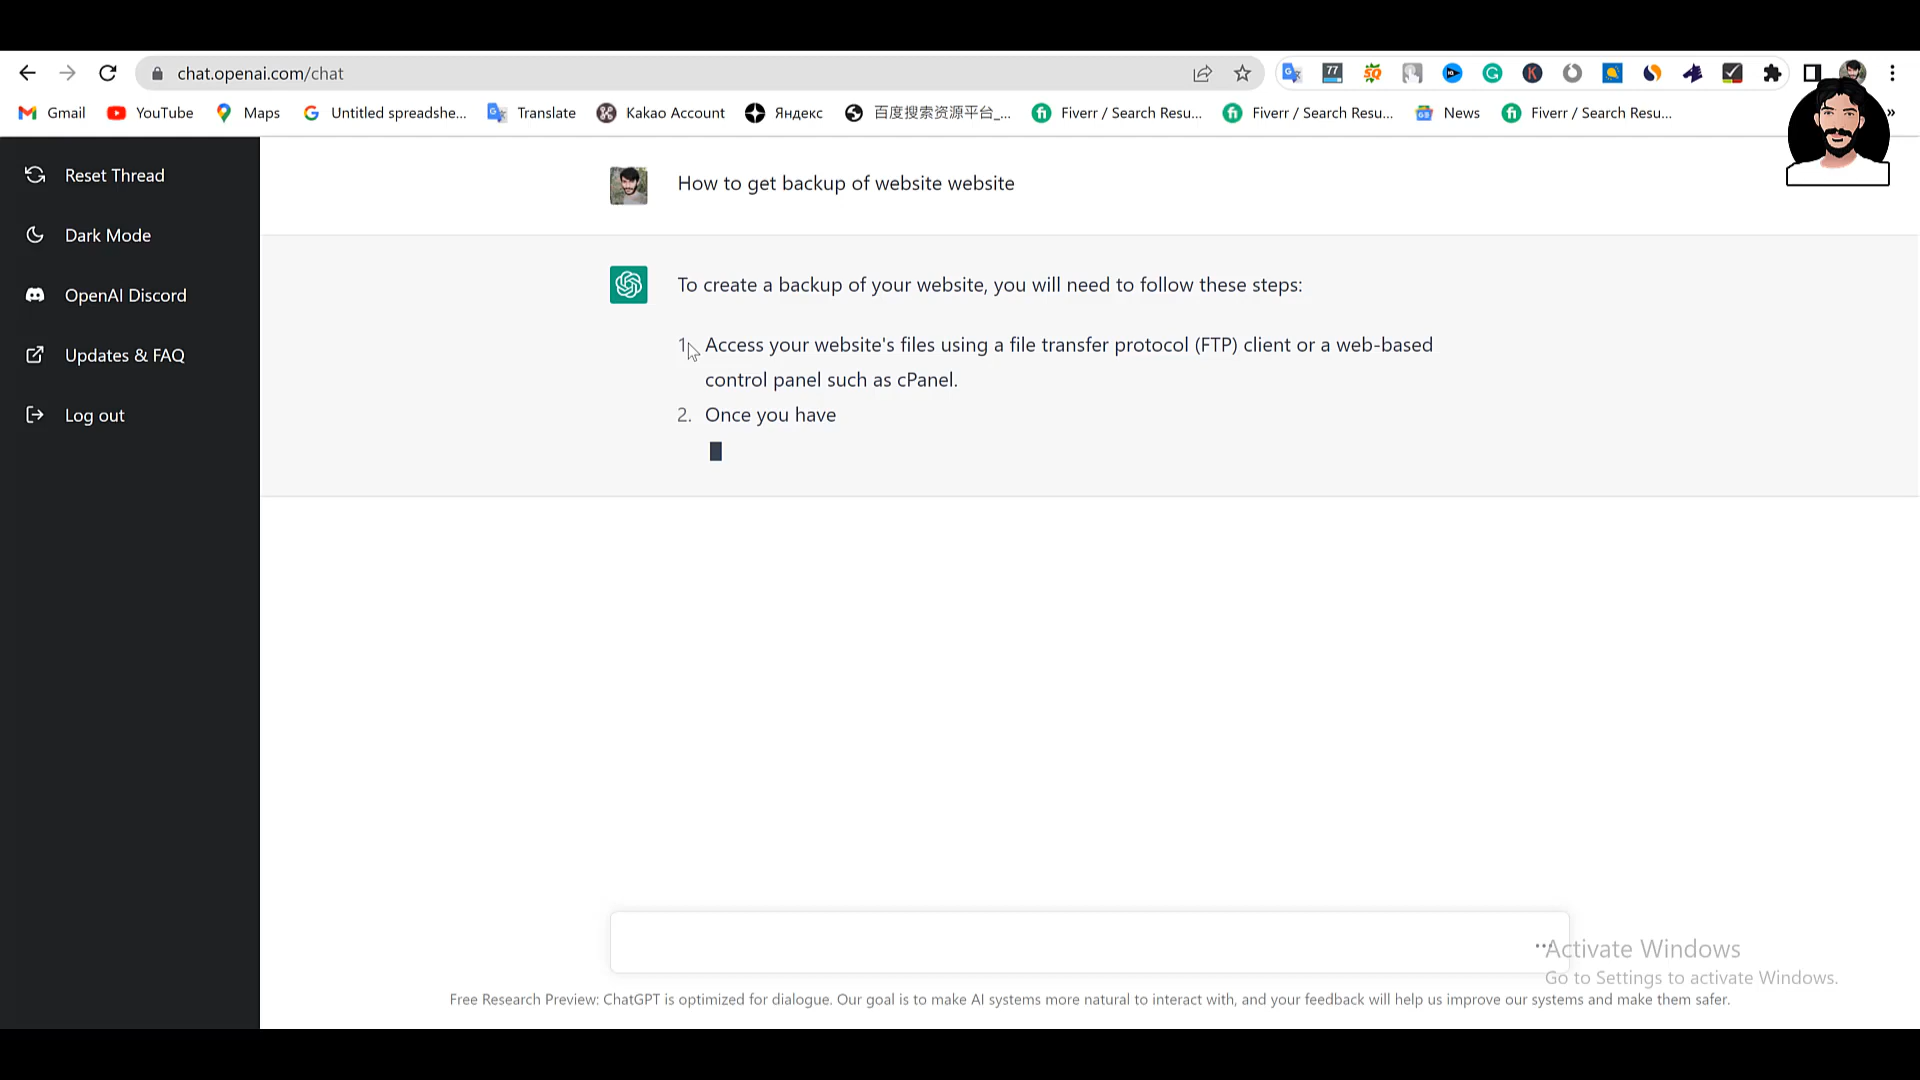 chat.openai.com/chat
77
K
Gmail
YouTube
Maps
Untitled spreadshe...
Translate
Kakao Account
Яндекс
百度搜索资源平台_...
Fiverr / Search Resu...
Fiverr / Search Resu...
News
Fiverr / Search Resu...
»
Reset Thread
Dark Mode
OpenAI Discord
Updates & FAQ
Log out
How to get backup of website website
To create a backup of your website, you will need to follow these steps:
1. Access your website's files using a file transfer protocol (FTP) client or a web-based
control panel such as cPanel.
2. Once you have
...
Activate Windows
Go to Settings to activate Windows.
Free Research Preview: ChatGPT is optimized for dialogue. Our goal is to make AI systems more natural to interact with, and your feedback will help us improve our systems and make them safer.